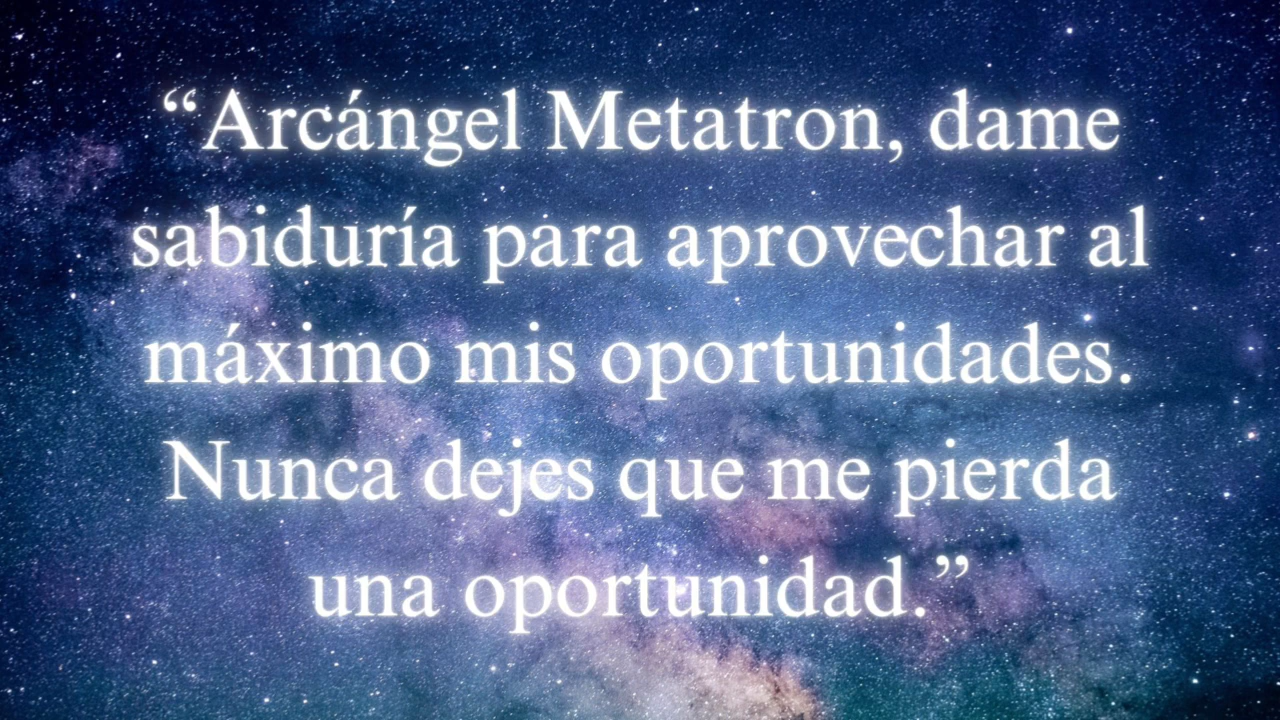 “Arcángel Metatron, dame
sabiduría para aprovechar al
máximo mis oportunidades.
Nunca dejes que me pierda
una oportunidad.”